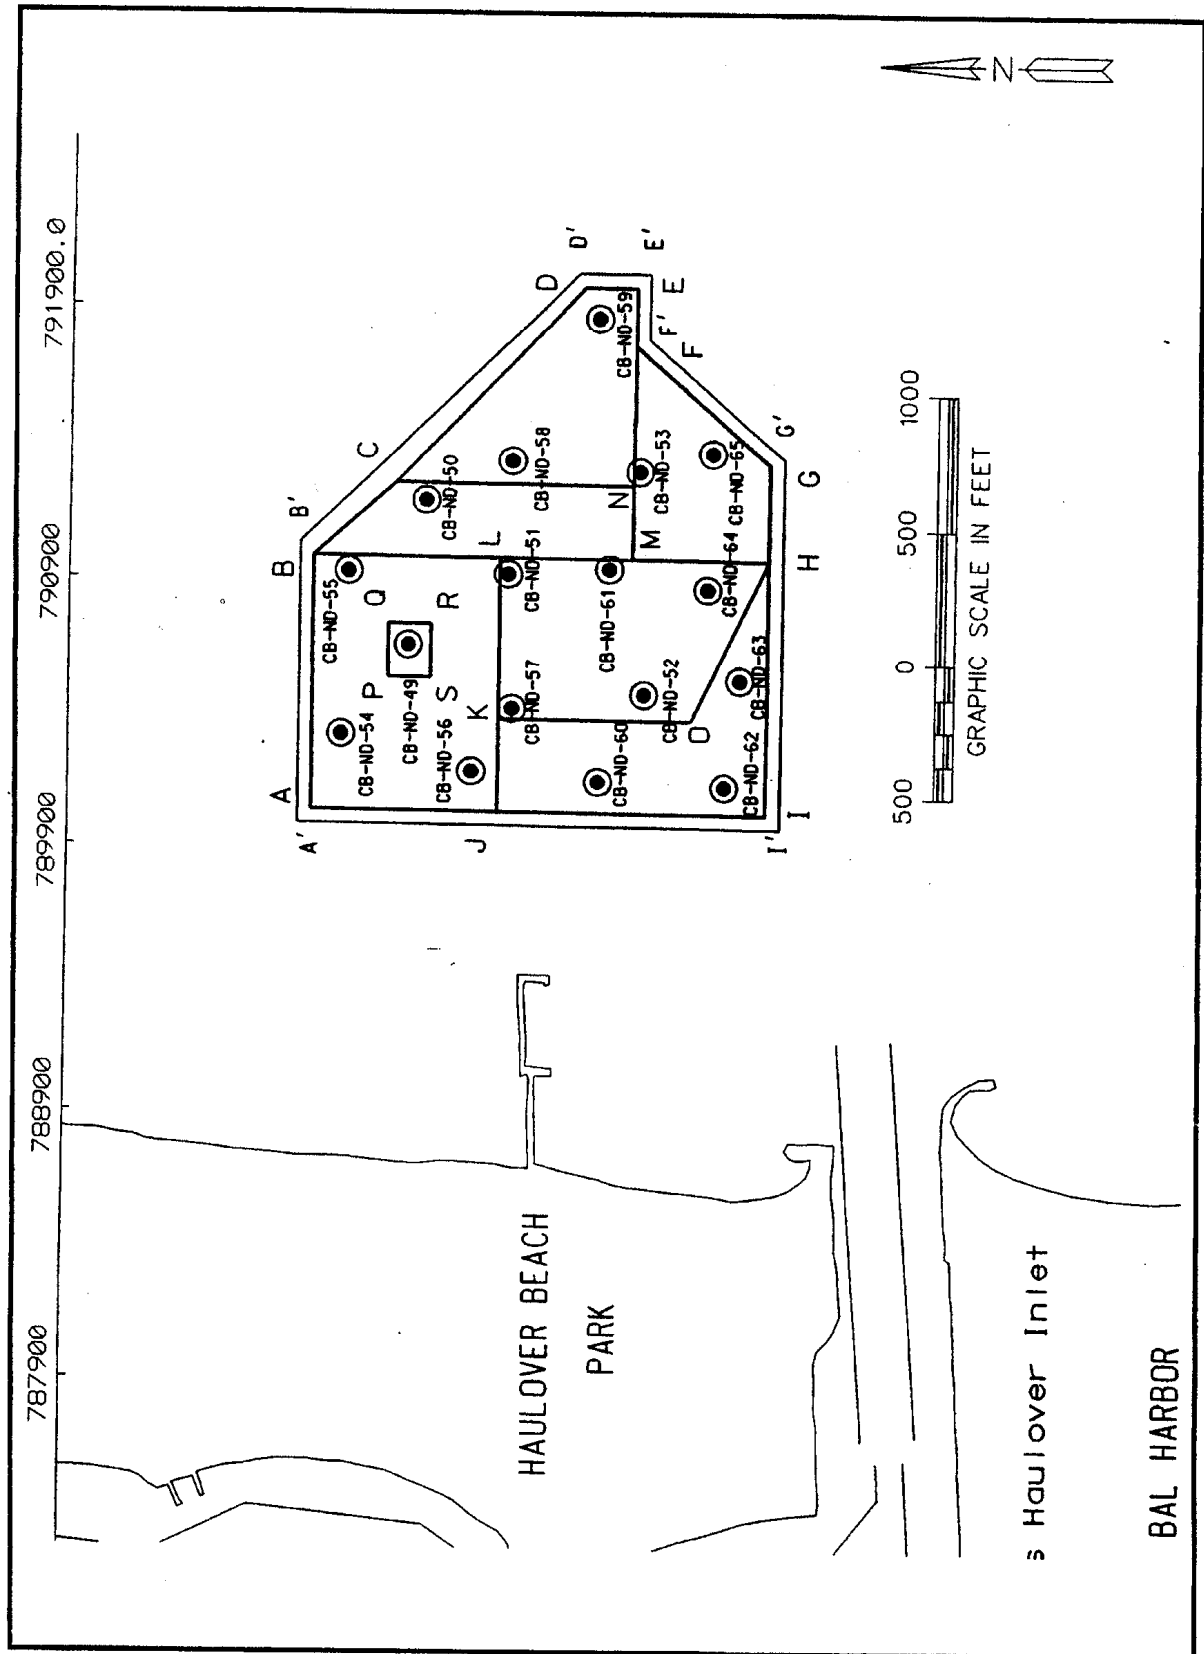 787900
788900
789900
790900
791900.0
N
A'
A
B
B'
C
D
D'
E'
E
F'
F
G'
G
H
I
I'
J
K
L
M
N
O
P
Q
R
S
CB-ND-54
CB-ND-55
CB-ND-49
CB-ND-56
CB-ND-50
CB-ND-57
CB-ND-51
CB-ND-58
CB-ND-59
CB-ND-60
CB-ND-61
CB-ND-52
CB-ND-53
CB-ND-62
CB-ND-63
CB-ND-64
CB-ND-65
HAULOVER BEACH
PARK
s Haulover Inlet
BAL HARBOR
500
0
500
1000
GRAPHIC SCALE IN FEET